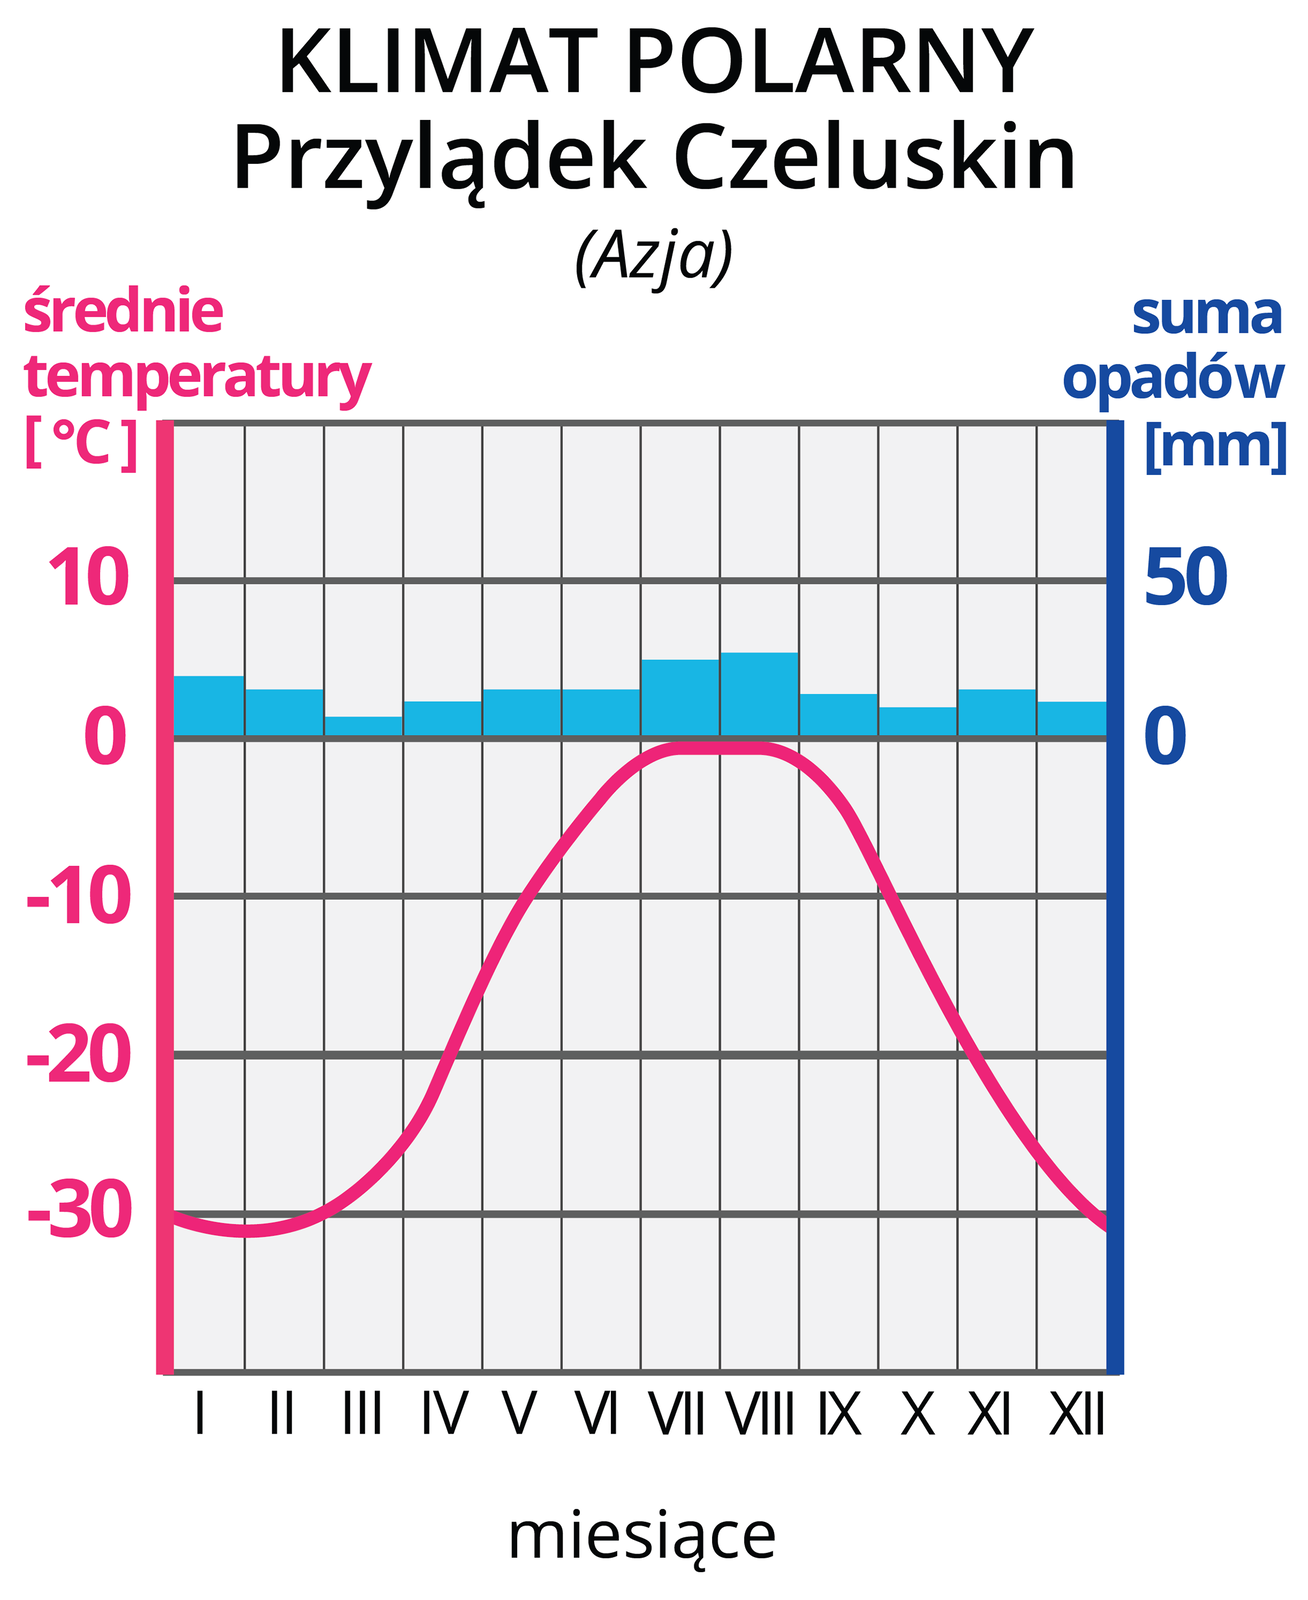 KLIMAT POLARNY
Przylądek Czeluskin
(Azja)
średnie
temperatury
[ °C ]
suma
opadów
[mm]
10
0
-10
-20
-30
50
0
I II III IV V VI VII VIII IX X XI XII
miesiące